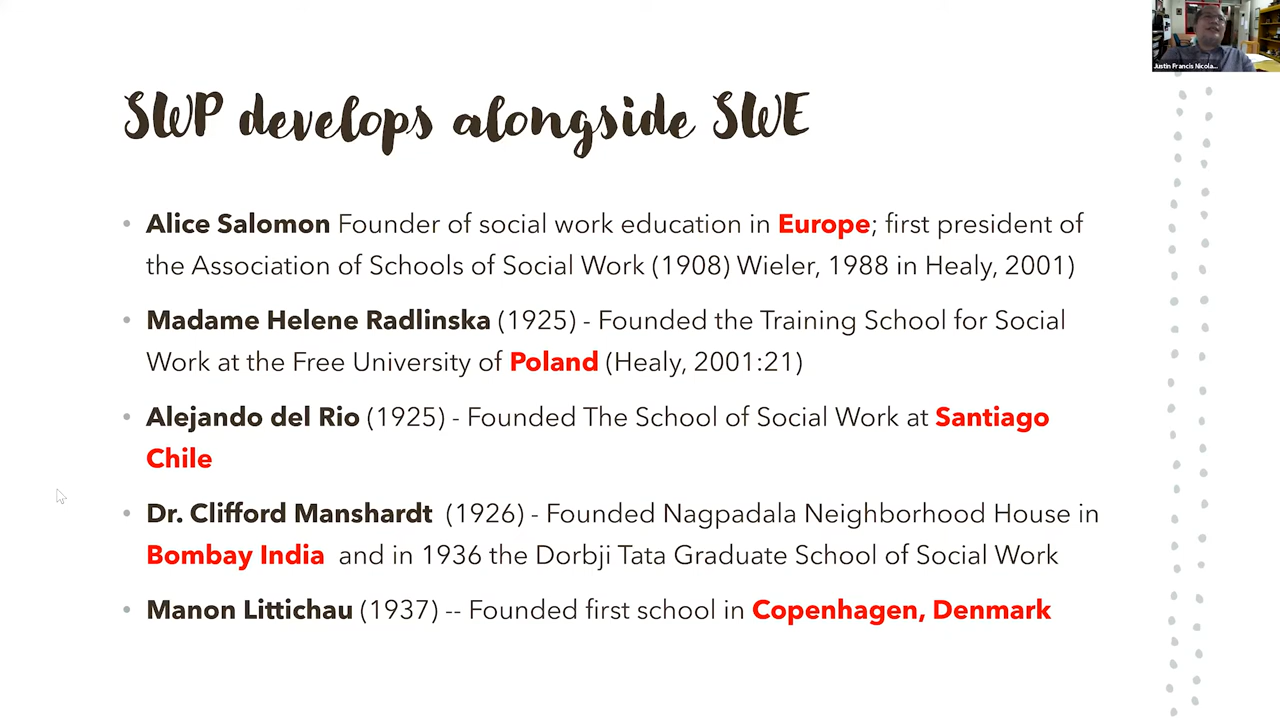 Justin Francis Nicola...
SWP develops alongside SWE
• Alice Salomon Founder of social work education in Europe; first president of
the Association of Schools of Social Work (1908) Wieler, 1988 in Healy, 2001)
• Madame Helene Radlinska (1925) - Founded the Training School for Social
Work at the Free University of Poland (Healy, 2001:21)
• Alejando del Rio (1925) - Founded The School of Social Work at Santiago
Chile
• Dr. Clifford Manshardt (1926) - Founded Nagpadala Neighborhood House in
Bombay India and in 1936 the Dorbji Tata Graduate School of Social Work
• Manon Littichau (1937) -- Founded first school in Copenhagen, Denmark